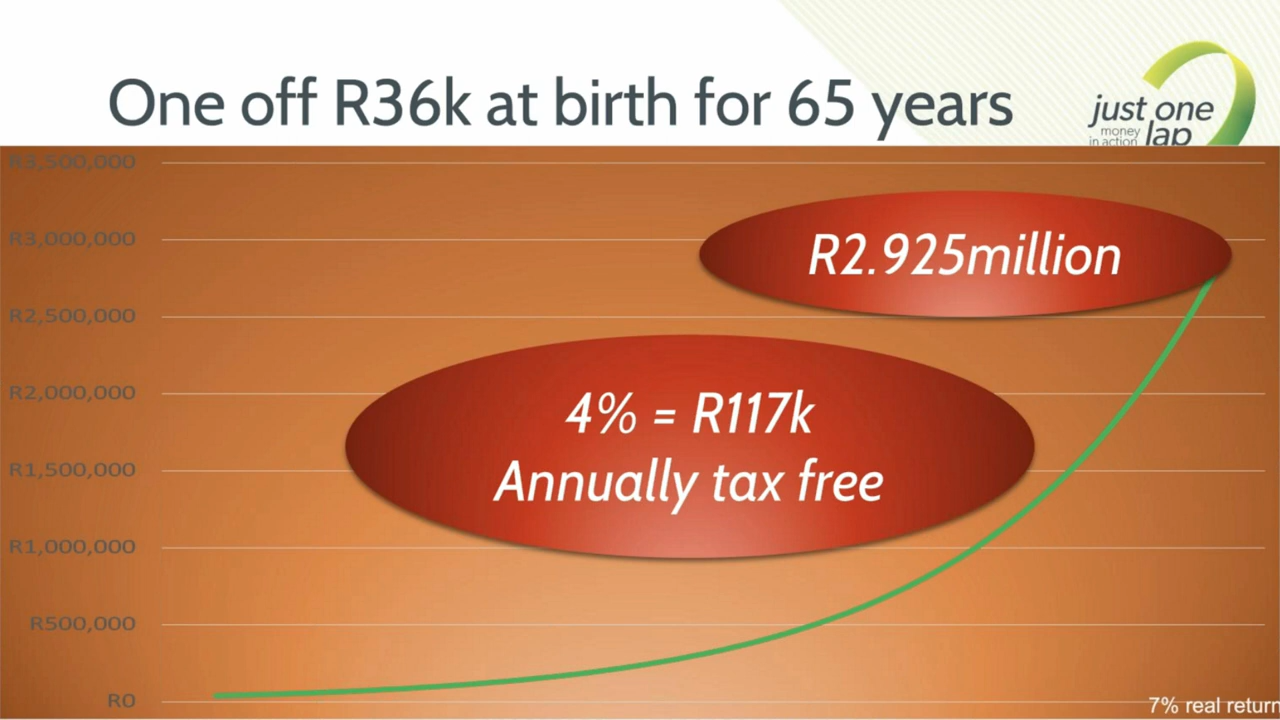 One off R36k at birth for 65 years
just one
money
in action lap
R3,500,000
R3,000,000
R2.925million
R2,500,000
R2,000,000
4% = R117k
R1,500,000
Annually tax free
R1,000,000
R500,000
R0
7% real return